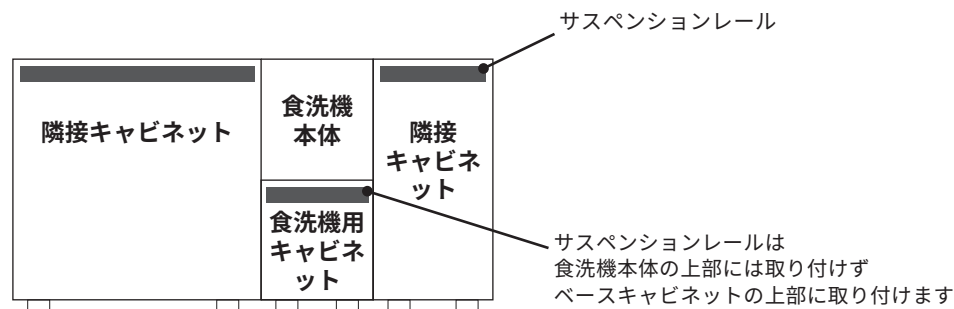 サスペンションレール
隣接キャビネット
食洗機
本体
隣接
キャビネ
ット
食洗機用
キャビネ
ット
サスペンションレールは
食洗機本体の上部には取り付けず
ベースキャビネットの上部に取り付けます